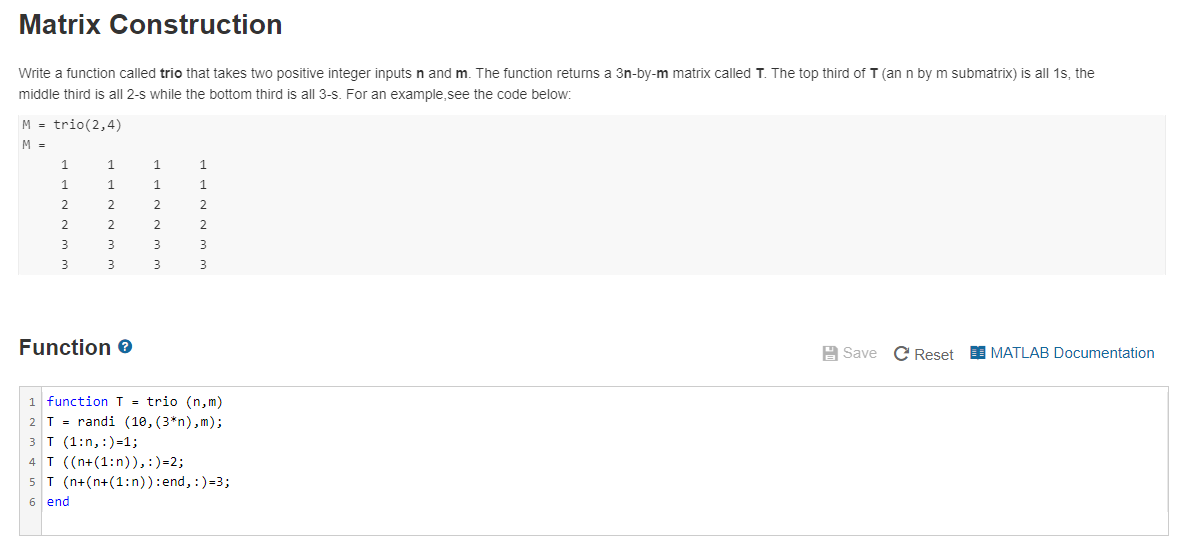 Matrix Construction
Write a function called trio that takes two positive integer inputs n and m. The function returns a 3n-by-m matrix called T. The top third of T (an n by m submatrix) is all 1s, the
middle third is all 2-s while the bottom third is all 3-s. For an example,see the code below:
M = trio(2,4)
M =
1 1 1 1
1 1 1 1
2 2 2 2
2 2 2 2
3 3 3 3
3 3 3 3
Function ?
Save Reset MATLAB Documentation
1 function T = trio (n,m)
2 T = randi (10,(3*n),m);
3 T (1:n,:)=1;
4 T ((n+(1:n)),:)=2;
5 T (n+(n+(1:n)):end,:)=3;
6 end